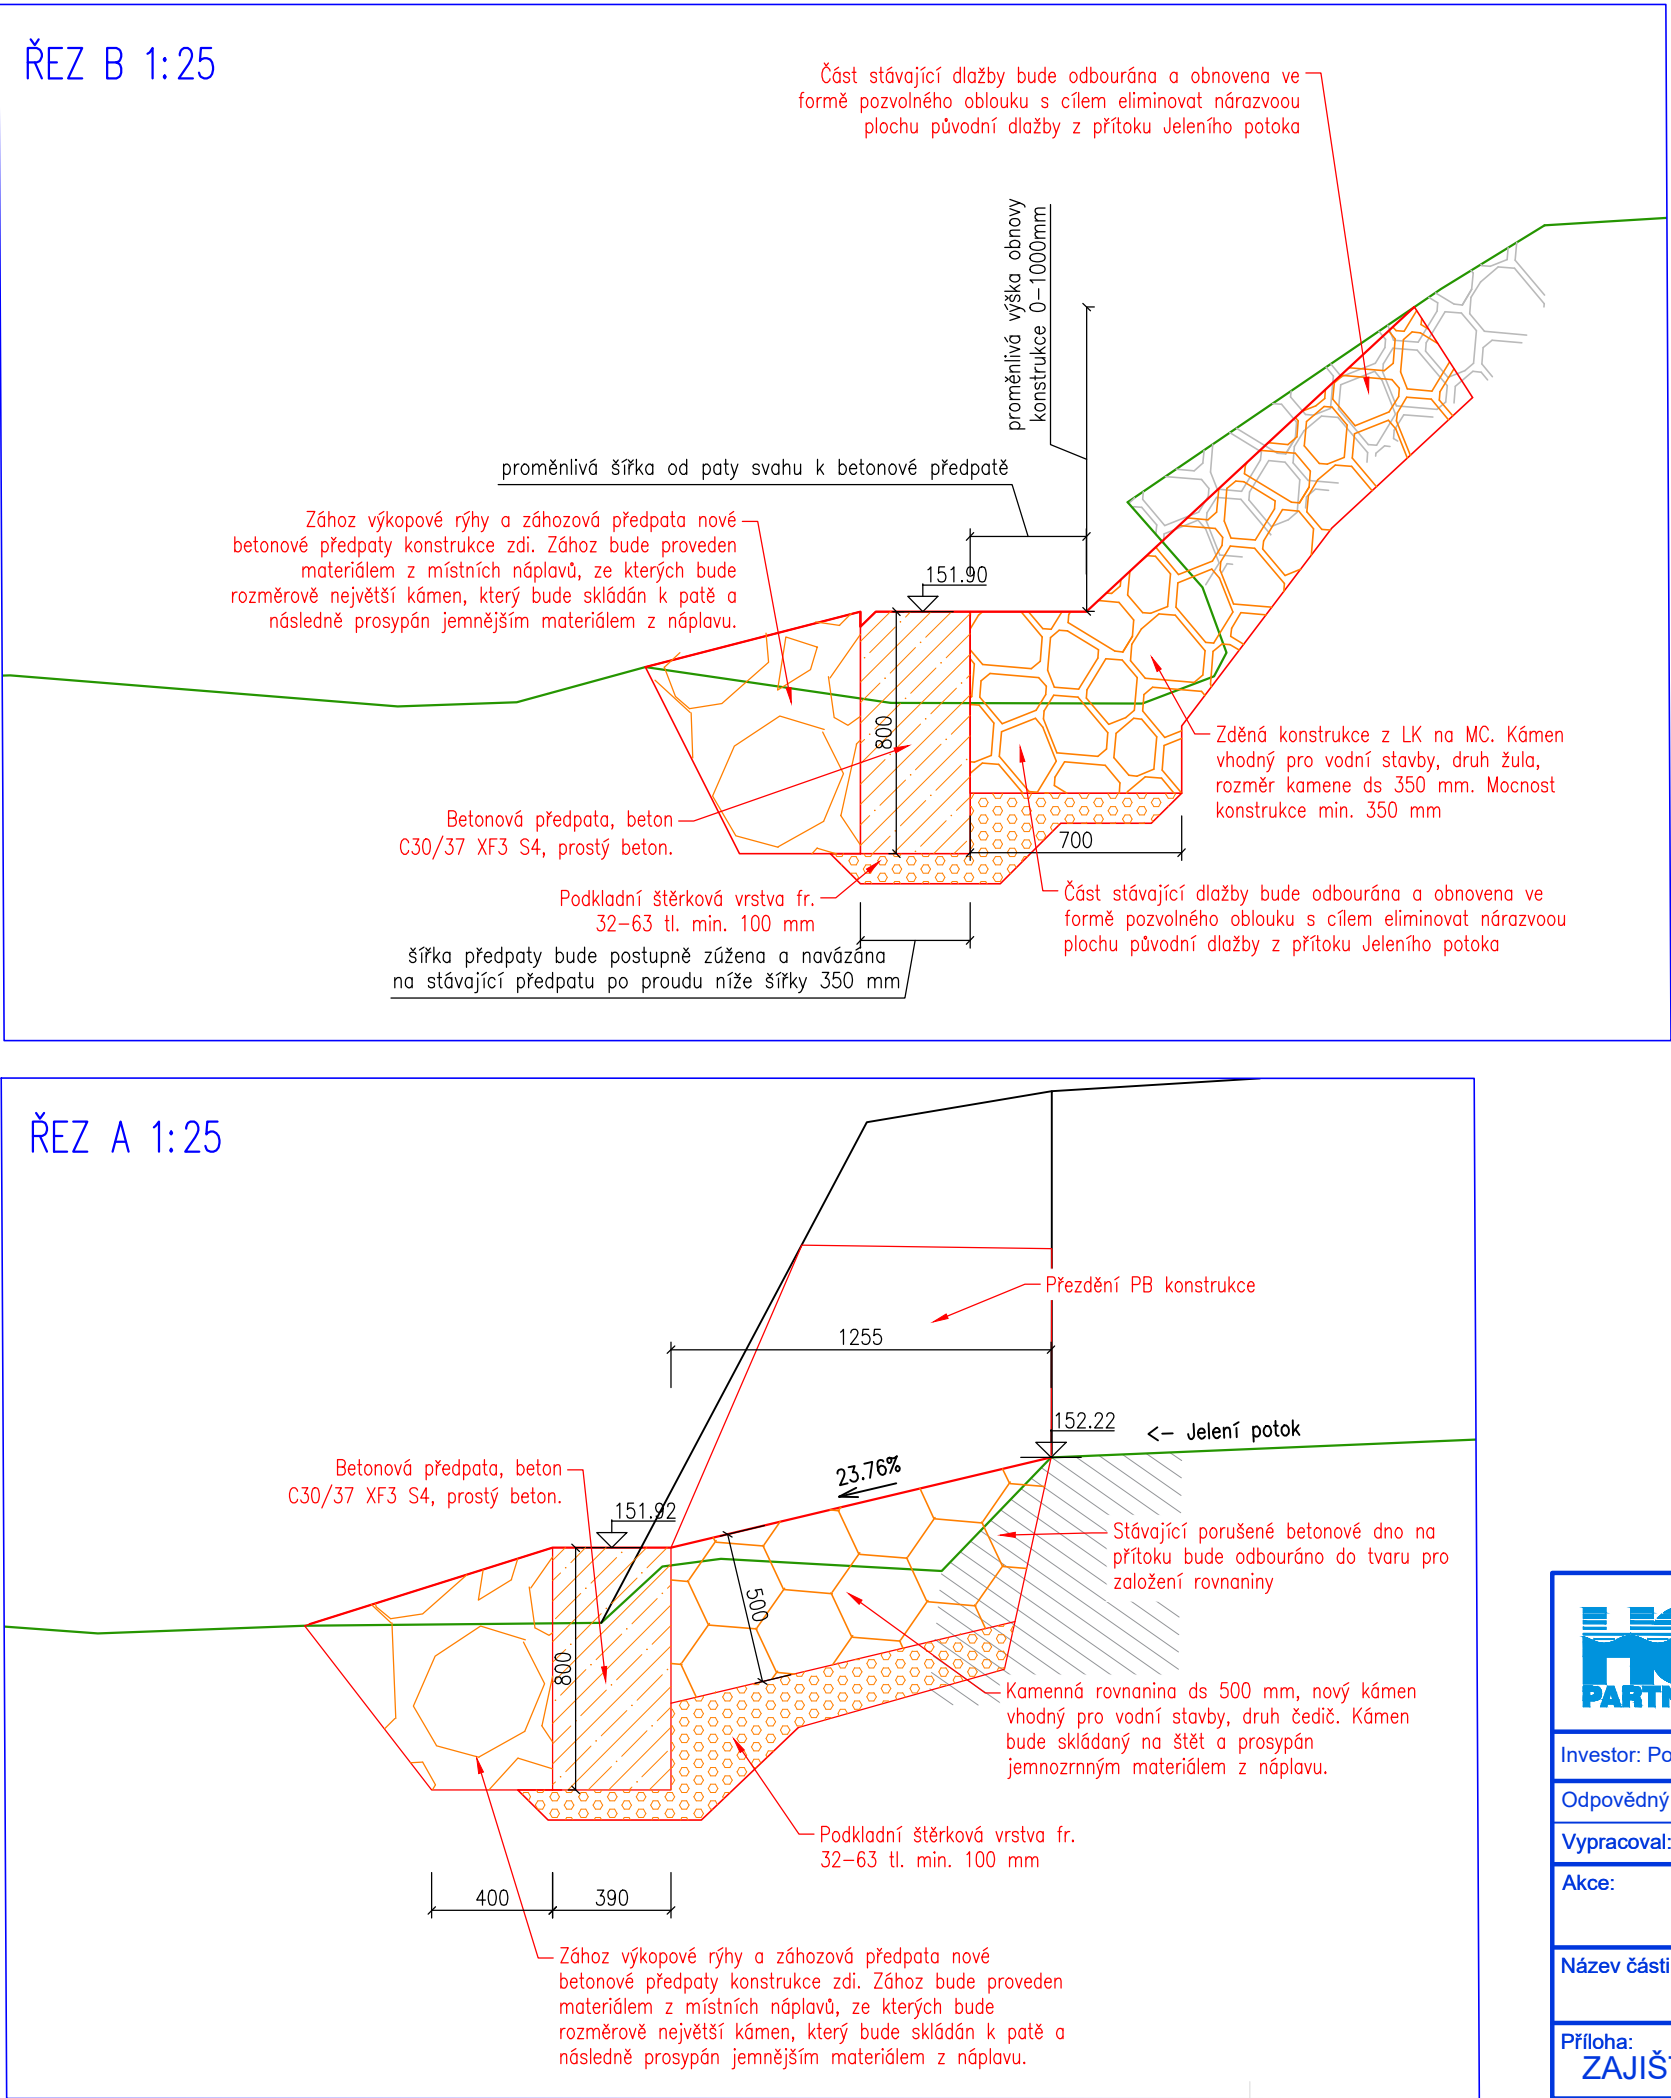 ŘEZ B 1:25
Část stávající dlažby bude odbourána a obnovena ve
formě pozvolného oblouku s cílem eliminovat nárazvoou
plochu původní dlažby z přítoku Jeleního potoka
proměnlivá výška obnovy
konstrukce 0-1000mm
proměnlivá šířka od paty svahu k betonové předpatě
Zához výkopové rýhy a záhozová předpata nové
betonové předpaty konstrukce zdi. Zához bude proveden
materiálem z místních náplavů, ze kterých bude
rozměrově největší kámen, který bude skládán k patě a
následně prosypán jemnějším materiálem z náplavu.
151.90
800
Zděná konstrukce z LK na MC. Kámen
vhodný pro vodní stavby, druh žula,
rozměr kamene ds 350 mm. Mocnost
konstrukce min. 350 mm
Betonová předpata, beton
C30/37 XF3 S4, prostý beton.
700
Podkladní štěrková vrstva fr.
32-63 tl. min. 100 mm
Část stávající dlažby bude odbourána a obnovena ve
formě pozvolného oblouku s cílem eliminovat nárazvoou
plochu původní dlažby z přítoku Jeleního potoka
šířka předpaty bude postupně zúžena a navázána
na stávající předpatu po proudu níže šířky 350 mm
ŘEZ A 1:25
Přezdění PB konstrukce
1255
152.22
<- Jelení potok
23.76%
Betonová předpata, beton
C30/37 XF3 S4, prostý beton.
151.92
Stávající porušené betonové dno na
přítoku bude odbouráno do tvaru pro
založení rovnaniny
500
800
Kamenná rovnanina ds 500 mm, nový kámen
vhodný pro vodní stavby, druh čedič. Kámen
bude skládaný na štět a prosypán
jemnozrnným materiálem z náplavu.
Podkladní štěrková vrstva fr.
32-63 tl. min. 100 mm
400
390
Zához výkopové rýhy a záhozová předpata nové
betonové předpaty konstrukce zdi. Zához bude proveden
materiálem z místních náplavů, ze kterých bude
rozměrově největší kámen, který bude skládán k patě a
následně prosypán jemnějším materiálem z náplavu.
Investor:
Odpovědný
Vypracoval:
Akce:
Název části
Příloha: